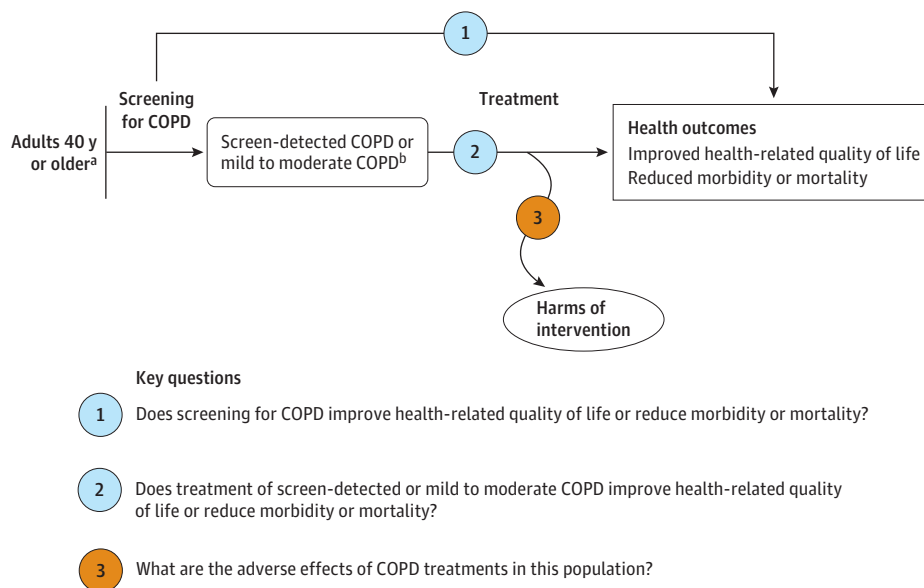 1
Screening
for COPD
Treatment
Adults 40 y
or olderᵃ
Screen-detected COPD or
mild to moderate COPDᵇ
2
Health outcomes
Improved health-related quality of life
Reduced morbidity or mortality
3
Harms of
intervention
Key questions
1 Does screening for COPD improve health-related quality of life or reduce morbidity or mortality?
2 Does treatment of screen-detected or mild to moderate COPD improve health-related quality
of life or reduce morbidity or mortality?
3 What are the adverse effects of COPD treatments in this population?